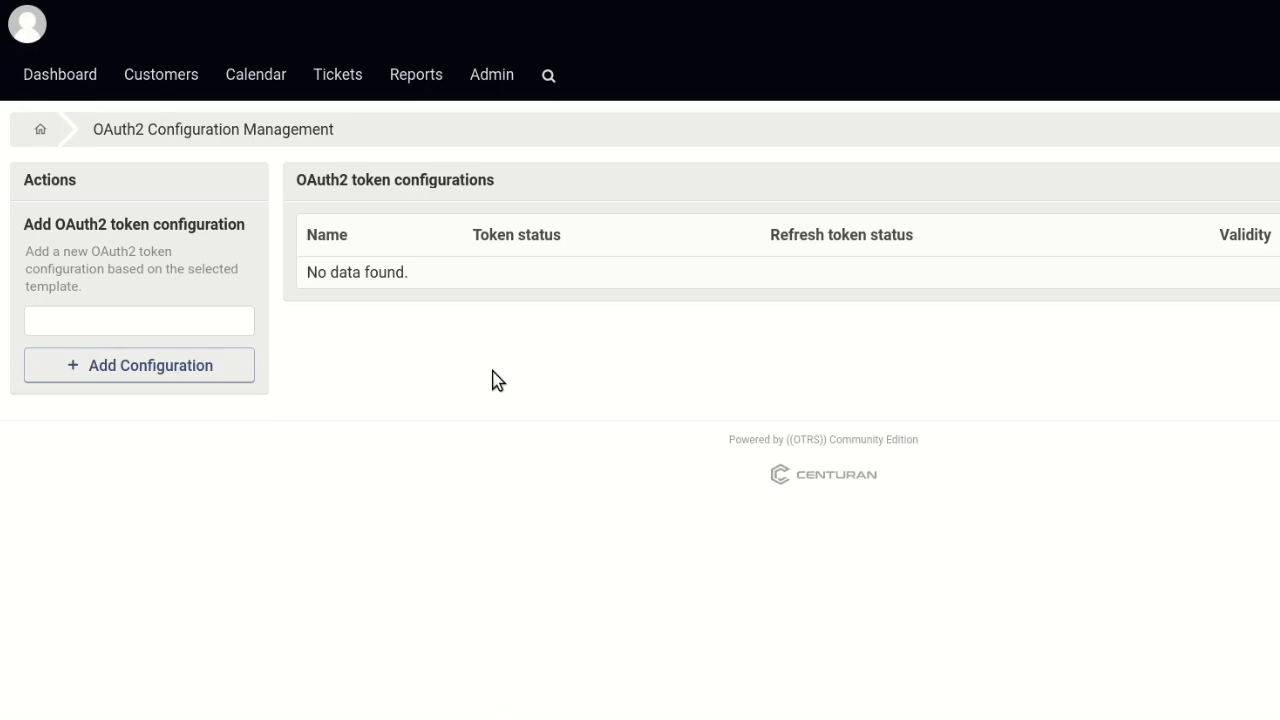 Dashboard Customers Calendar Tickets Reports Admin
OAuth2 Configuration Management
Actions
Add OAuth2 token configuration
Add a new OAuth2 token
configuration based on the selected
template.
+ Add Configuration
OAuth2 token configurations
Name Token status Refresh token status Validity
No data found.
Powered by ((OTRS)) Community Edition
CENTURAN